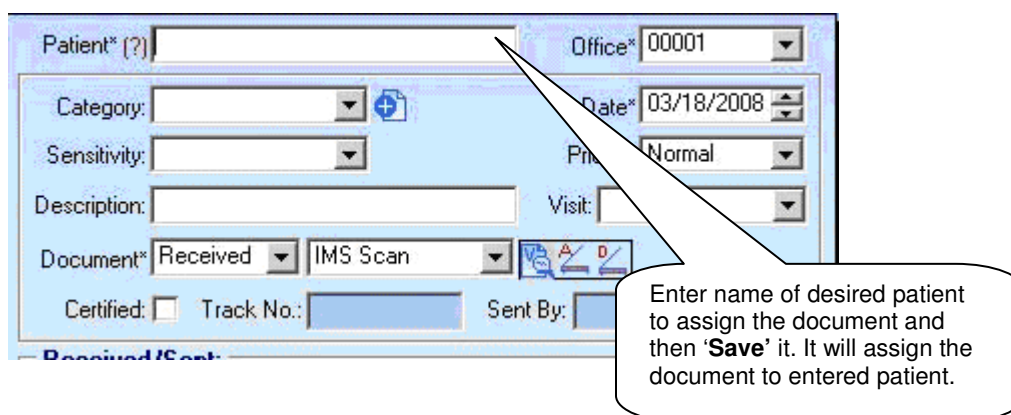 Patient* (?) Office* 00001
Category: Date* 03/18/2008
Sensitivity: Normal
Description: Visit:
Document* Received IMS Scan
Certified: Track No.: Sent By:
Enter name of desired patient
to assign the document and
then ‘Save’ it. It will assign the
document to entered patient.
Received/Sent: